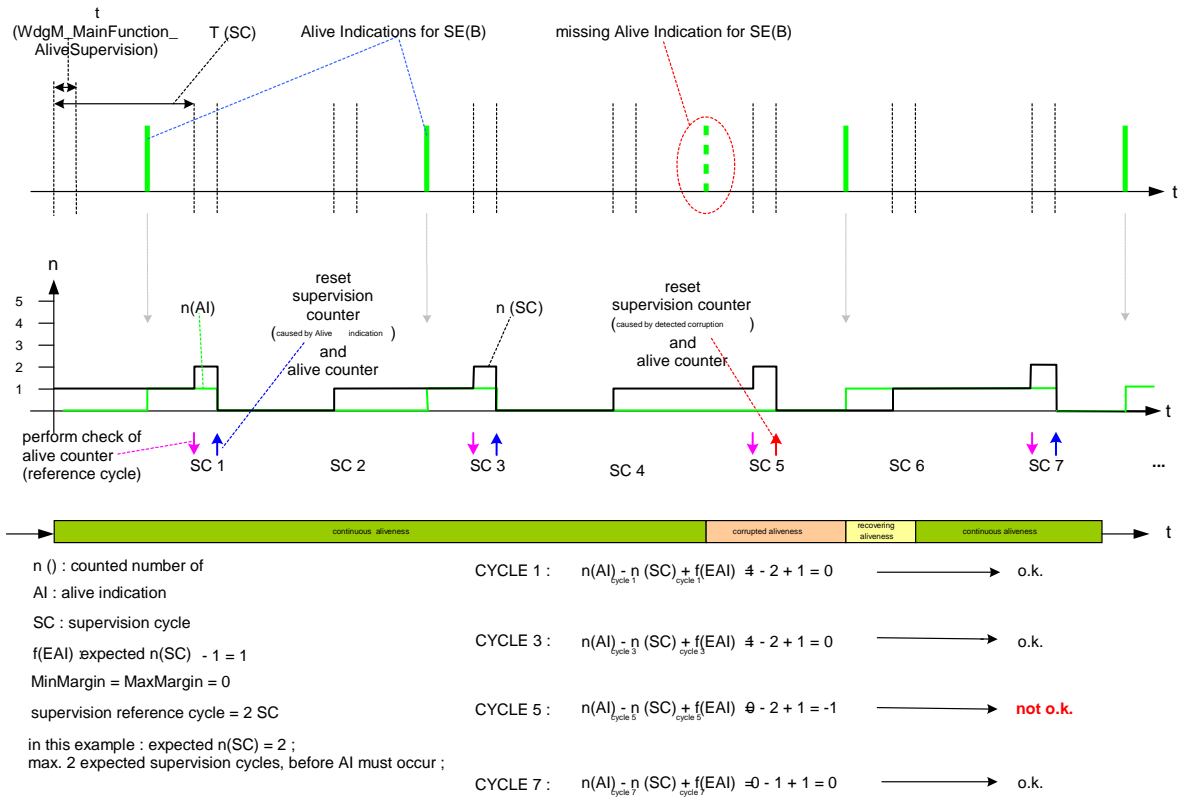 t
(WdgM_MainFunction_
AliveSupervision)
T (SC)
Alive Indications for SE(B)
missing Alive Indication for SE(B)
t
n
5
4
3
2
1
n(AI)
reset
supervision
counter
(caused by Alive indication)
and
alive counter
n (SC)
reset
supervision counter
(caused by detected corruption)
and
alive counter
t
perform check of
alive counter
(reference cycle)
SC 1
SC 2
SC 3
SC 4
SC 5
SC 6
SC 7
...
continuous aliveness
corrupted aliveness
recovering
aliveness
continuous aliveness
t
n () : counted number of
AI : alive indication
SC : supervision cycle
f(EAI) : expected n(SC) - 1 = 1
MinMargin = MaxMargin = 0
supervision reference cycle = 2 SC
in this example : expected n(SC) = 2 ;
max. 2 expected supervision cycles, before AI must occur ;
CYCLE 1 : n(AI) cycle 1 - n (SC) cycle 1 + f(EAI) = 1 - 2 + 1 = 0 o.k.
CYCLE 3 : n(AI) cycle 3 - n (SC) cycle 3 + f(EAI) = 1 - 2 + 1 = 0 o.k.
CYCLE 5 : n(AI) cycle 5 - n (SC) cycle 5 + f(EAI) = 0 - 2 + 1 = -1 not o.k.
CYCLE 7 : n(AI) cycle 7 - n (SC) cycle 7 + f(EAI) =0 - 1 + 1 = 0 o.k.